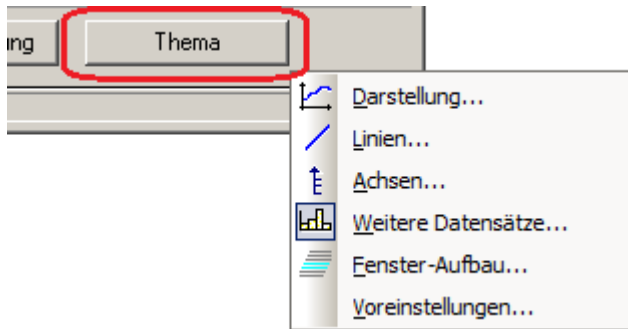 ung Thema
Darstellung...
Linien...
Achsen...
Weitere Datensätze...
Fenster-Aufbau...
Voreinstellungen...